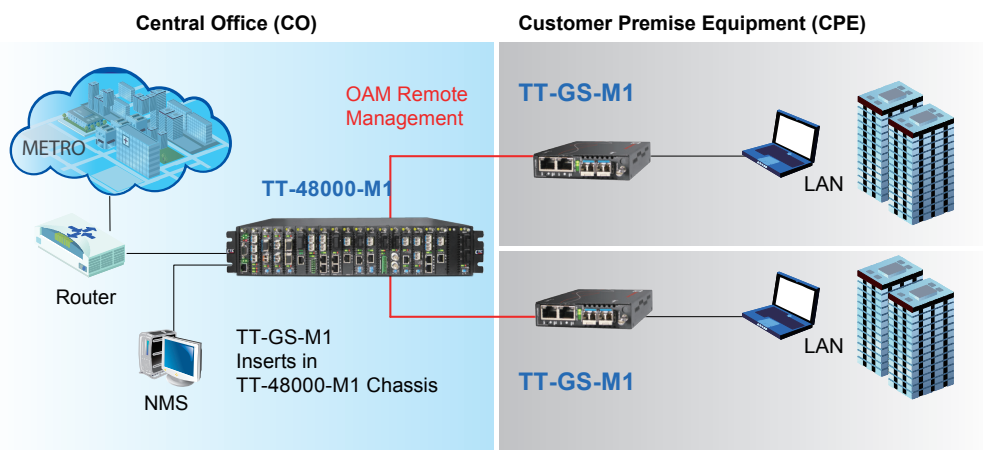 Central Office (CO)
Customer Premise Equipment (CPE)
METRO
OAM Remote
Management
TT-48000-M1
Router
NMS
TT-GS-M1
Inserts in
TT-48000-M1 Chassis
TT-GS-M1
LAN
LAN
TT-GS-M1